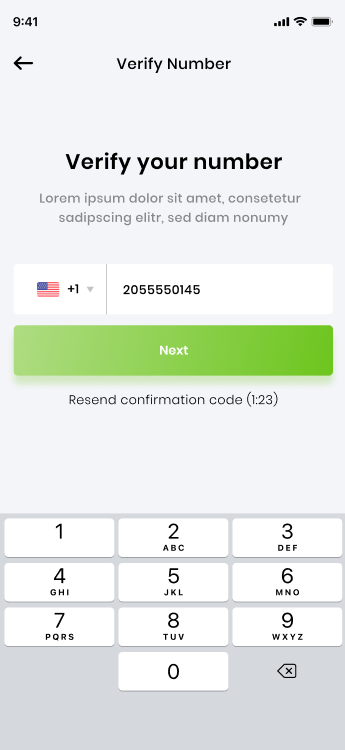 9:41
Verify Number
Verify your number
Lorem ipsum dolor sit amet, consetetur
sadipscing elitr, sed diam nonumy
+1 2055550145
Next
Resend confirmation code (1:23)
1 2 3
ABC DEF
4 5 6
GHI JKL MNO
7 8 9
PQRS TUV WXYZ
0